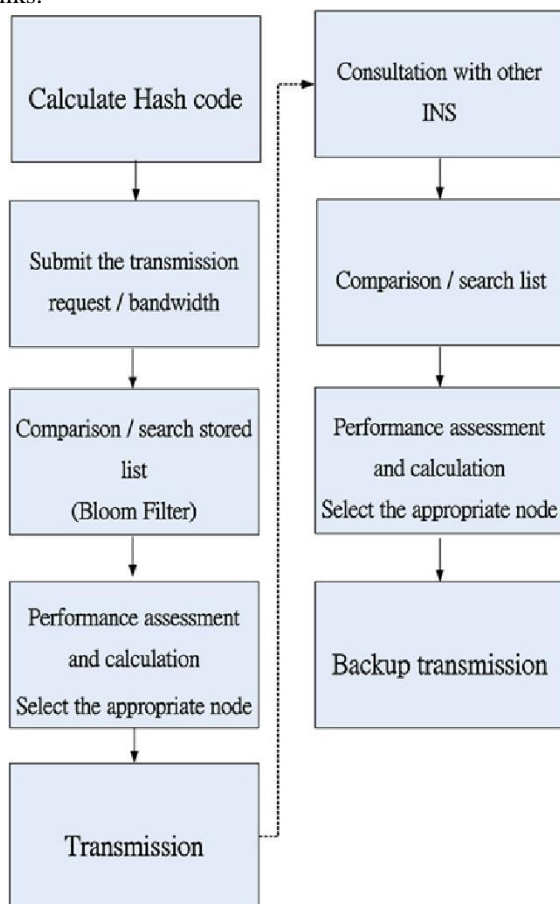 nks.
Calculate Hash code
Submit the transmission
request / bandwidth
Comparison / search stored
list
(Bloom Filter)
Performance assessment
and calculation
Select the appropriate node
Transmission
Consultation with other
INS
Comparison / search list
Performance assessment
and calculation
Select the appropriate node
Backup transmission